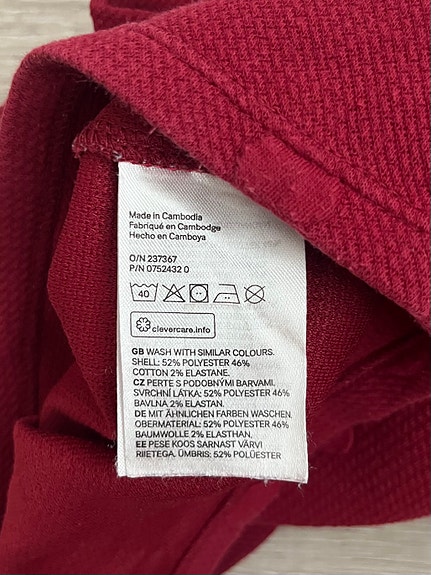 Made in Cambodia
Fabriqué en Cambodge
Hecho en Camboya
O/N 237367
P/N 0752432 0
40
clevercare.info
GB WASH WITH SIMILAR COLOURS.
SHELL: 52% POLYESTER 46%
COTTON 2% ELASTANE.
CZ PERTE S PODOBNÝMI BARVAMI.
SVRCHNÍ LÁTKA: 52% POLYESTER 46%
BAVLNA 2% ELASTAN.
DE MIT ÄHNLICHEN FARBEN WASCHEN.
OBERMATERIAL: 52% POLYESTER 46%
BAUMWOLLE 2% ELASTHAN.
EE PESE KOOS SARNAST VÄRVI
RIIETEGA. ÜMBRIS: 52% POLÜESTER